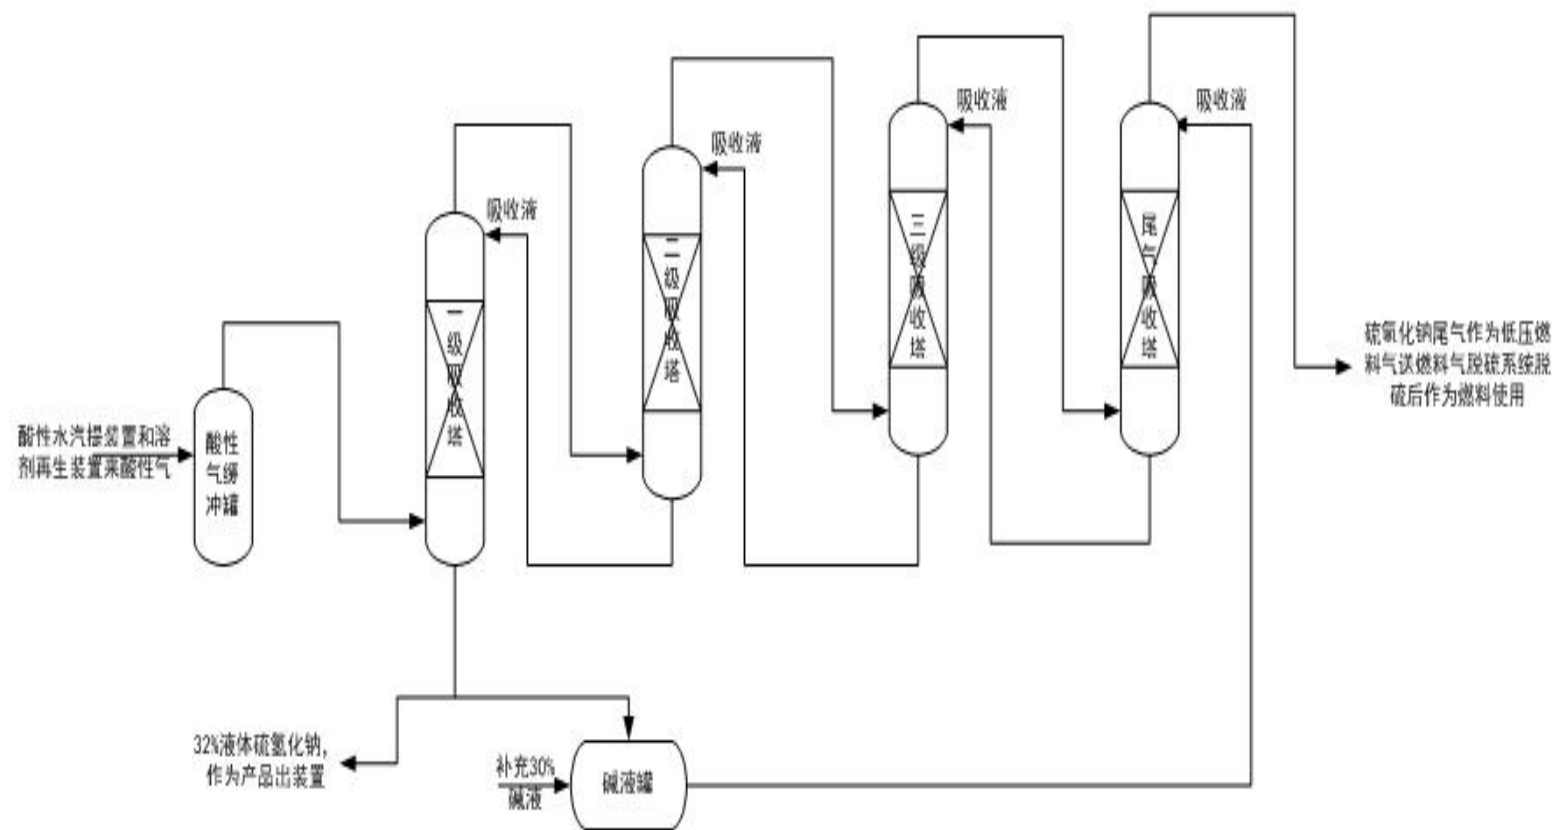 吸收液
吸收液
吸收液
吸收液
一
级
吸
收
塔
二
级
吸
收
塔
三
级
吸
收
塔
尾
气
吸
收
塔
酸性水汽提装置和溶
剂再生装置来酸性气
酸性
气缓
冲罐
硫氢化钠尾气作为低压燃
料气送燃料气脱硫系统脱
硫后作为燃料使用
32%液体硫氢化钠，
作为产品出装置
补充30%
碱液
碱液罐